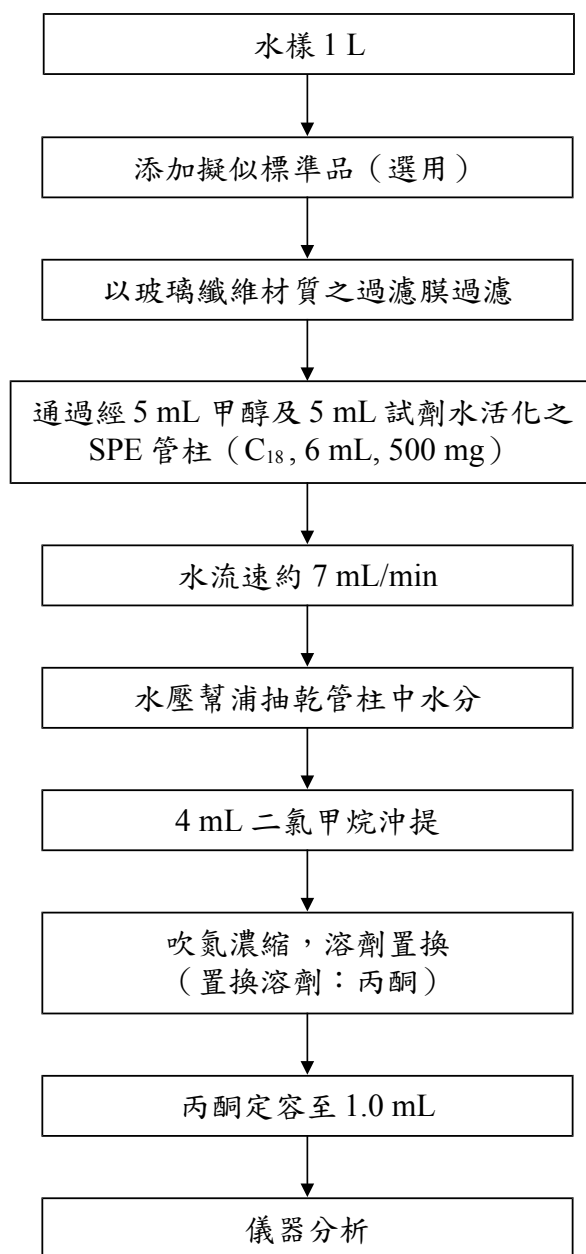 水樣 1 L
添加擬似標準品（選用）
以玻璃纖維材質之過濾膜過濾
通過經 5 mL 甲醇及 5 mL 試劑水活化之
SPE 管柱（C₁₈ , 6 mL, 500 mg）
水流速約 7 mL/min
水壓幫浦抽乾管柱中水分
4 mL 二氯甲烷沖提
吹氮濃縮，溶劑置換
（置換溶劑：丙酮）
丙酮定容至 1.0 mL
儀器分析